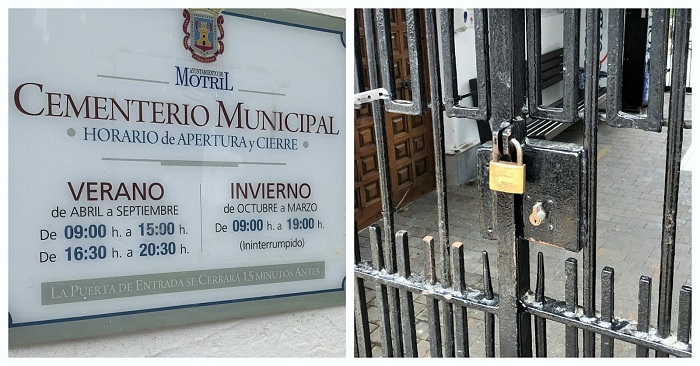 AYUNTAMIENTO DE
MOTRIL
CEMENTERIO MUNICIPAL
• HORARIO de APERTURA y CIERRE •
VERANO
de ABRIL a SEPTIEMBRE
De 09:00 h. a 15:00 h.
De 16:30 h. a 20:30 h.
INVIERNO
de OCTUBRE a MARZO
De 09:00 h. a 19:00 h.
(Ininterrumpido)
LA PUERTA DE ENTRADA SE CERRARÁ 15 MINUTOS ANTES